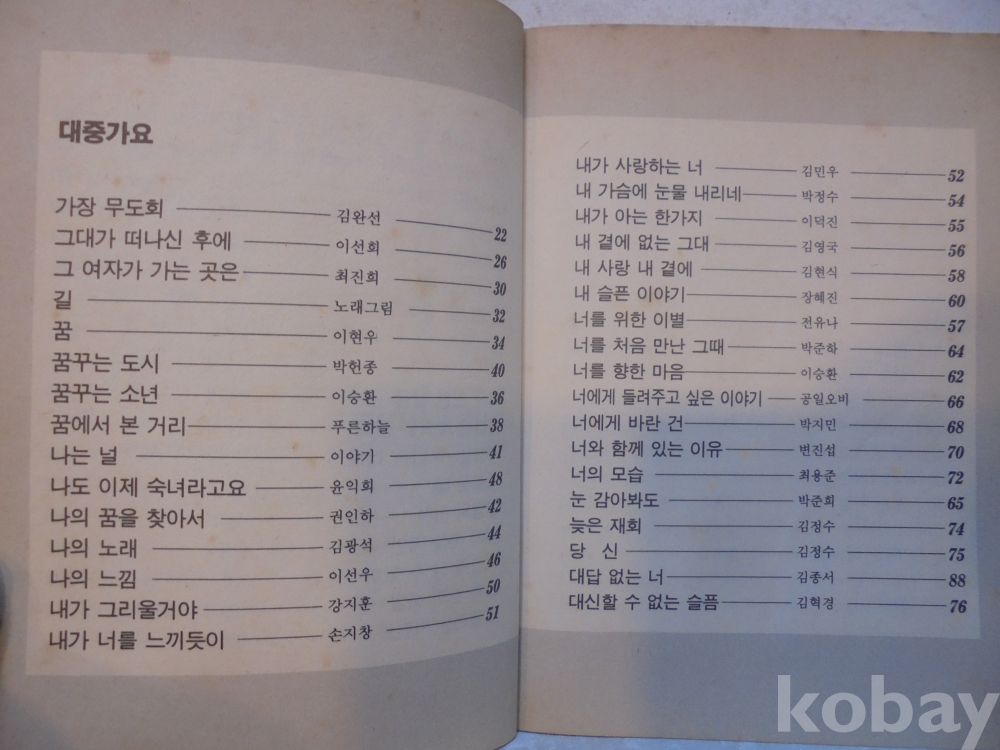 대중가요
가장 무도회 김완선 22
그대가 떠나신 후에 이선희 26
그 여자가 가는 곳은 최진희 30
길 노래그림 32
꿈 이현우 34
꿈꾸는 도시 박헌종 40
꿈꾸는 소년 이승환 36
꿈에서 본 거리 푸른하늘 38
나는 널 이야기 41
나도 이제 숙녀라고요 윤익희 48
나의 꿈을 찾아서 권인하 42
나의 노래 김광석 44
나의 느낌 이선우 46
내가 그리울거야 강지훈 50
내가 너를 느끼듯이 손지창 51
내가 사랑하는 너 김민우 52
내 가슴에 눈물 내리네 박정수 54
내가 아는 한가지 이덕진 55
내 곁에 없는 그대 김영국 56
내 사랑 내 곁에 김현식 58
내 슬픈 이야기 장혜진 60
너를 위한 이별 전유나 57
너를 처음 만난 그때 박준하 64
너를 향한 마음 이승환 62
너에게 들려주고 싶은 이야기 공일오비 66
너에게 바란 건 박지민 68
너와 함께 있는 이유 변진섭 70
너의 모습 최용준 72
눈 감아봐도 박준희 65
늦은 재회 김정수 74
당 신 김정수 75
대답 없는 너 김종서 88
대신할 수 없는 슬픔 김혁경 76
kobay